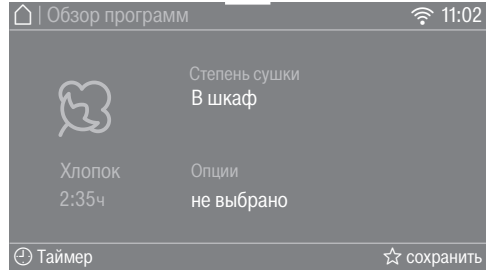 | Обзор программ 11:02
Степень сушки
В шкаф
Хлопок Опции
2:35ч не выбрано
Таймер сохранить